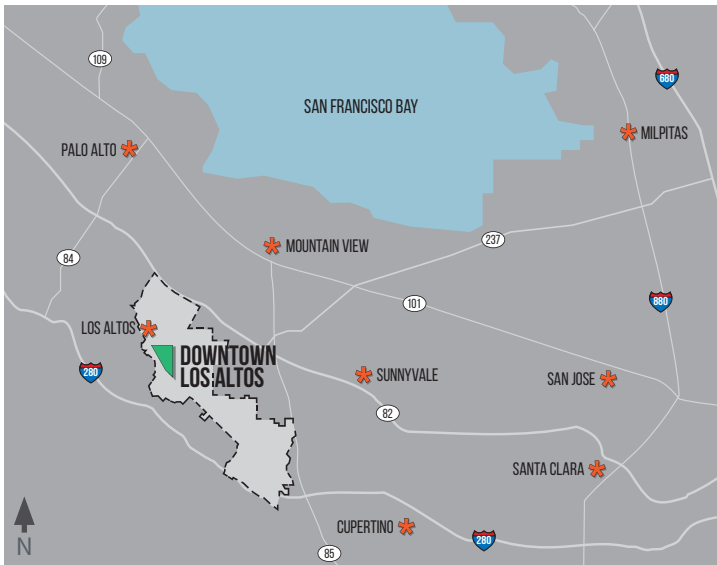 109
SAN FRANCISCO BAY
680
MILPITAS
PALO ALTO
237
MOUNTAIN VIEW
84
101
880
LOS ALTOS
DOWNTOWN
LOS ALTOS
280
SUNNYVALE
SAN JOSE
82
SANTA CLARA
CUPERTINO
280
85
N